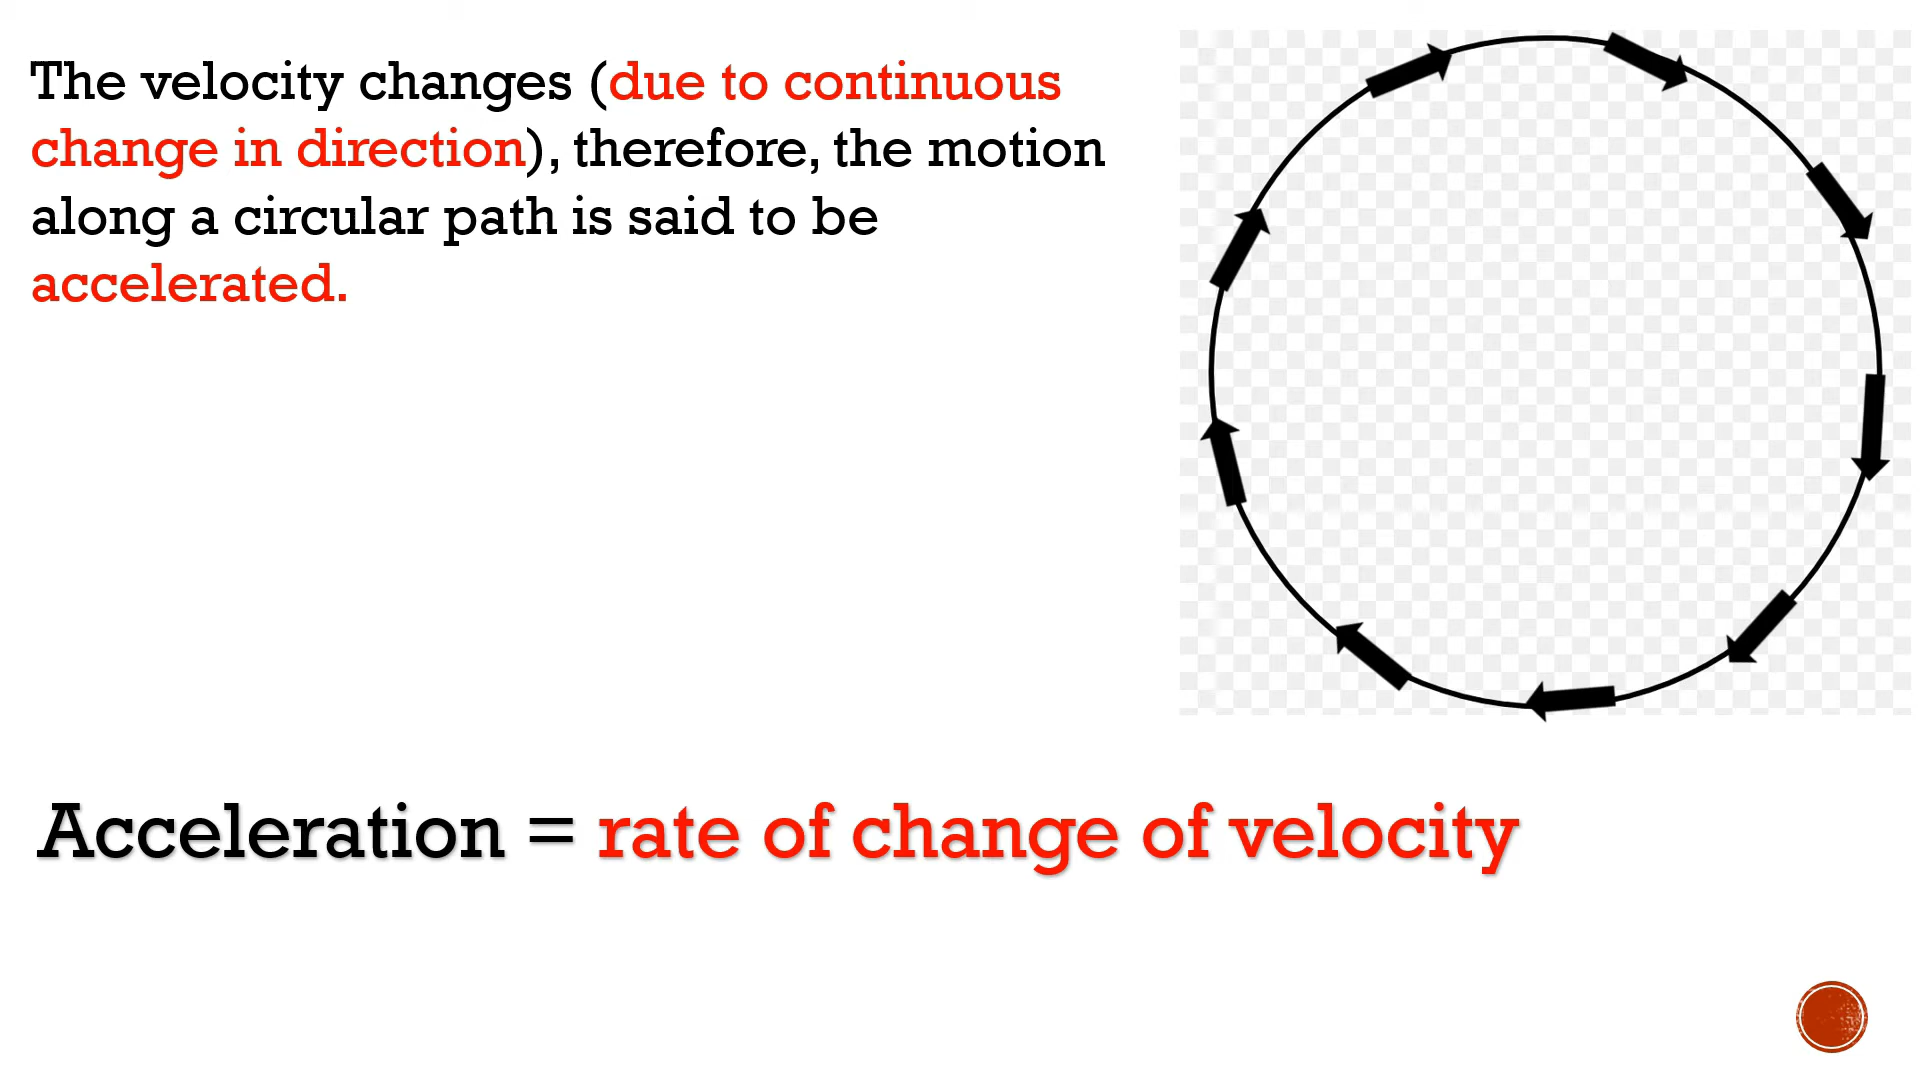 The velocity changes (due to continuous
change in direction), therefore, the motion
along a circular path is said to be
accelerated.
Acceleration = rate of change of velocity